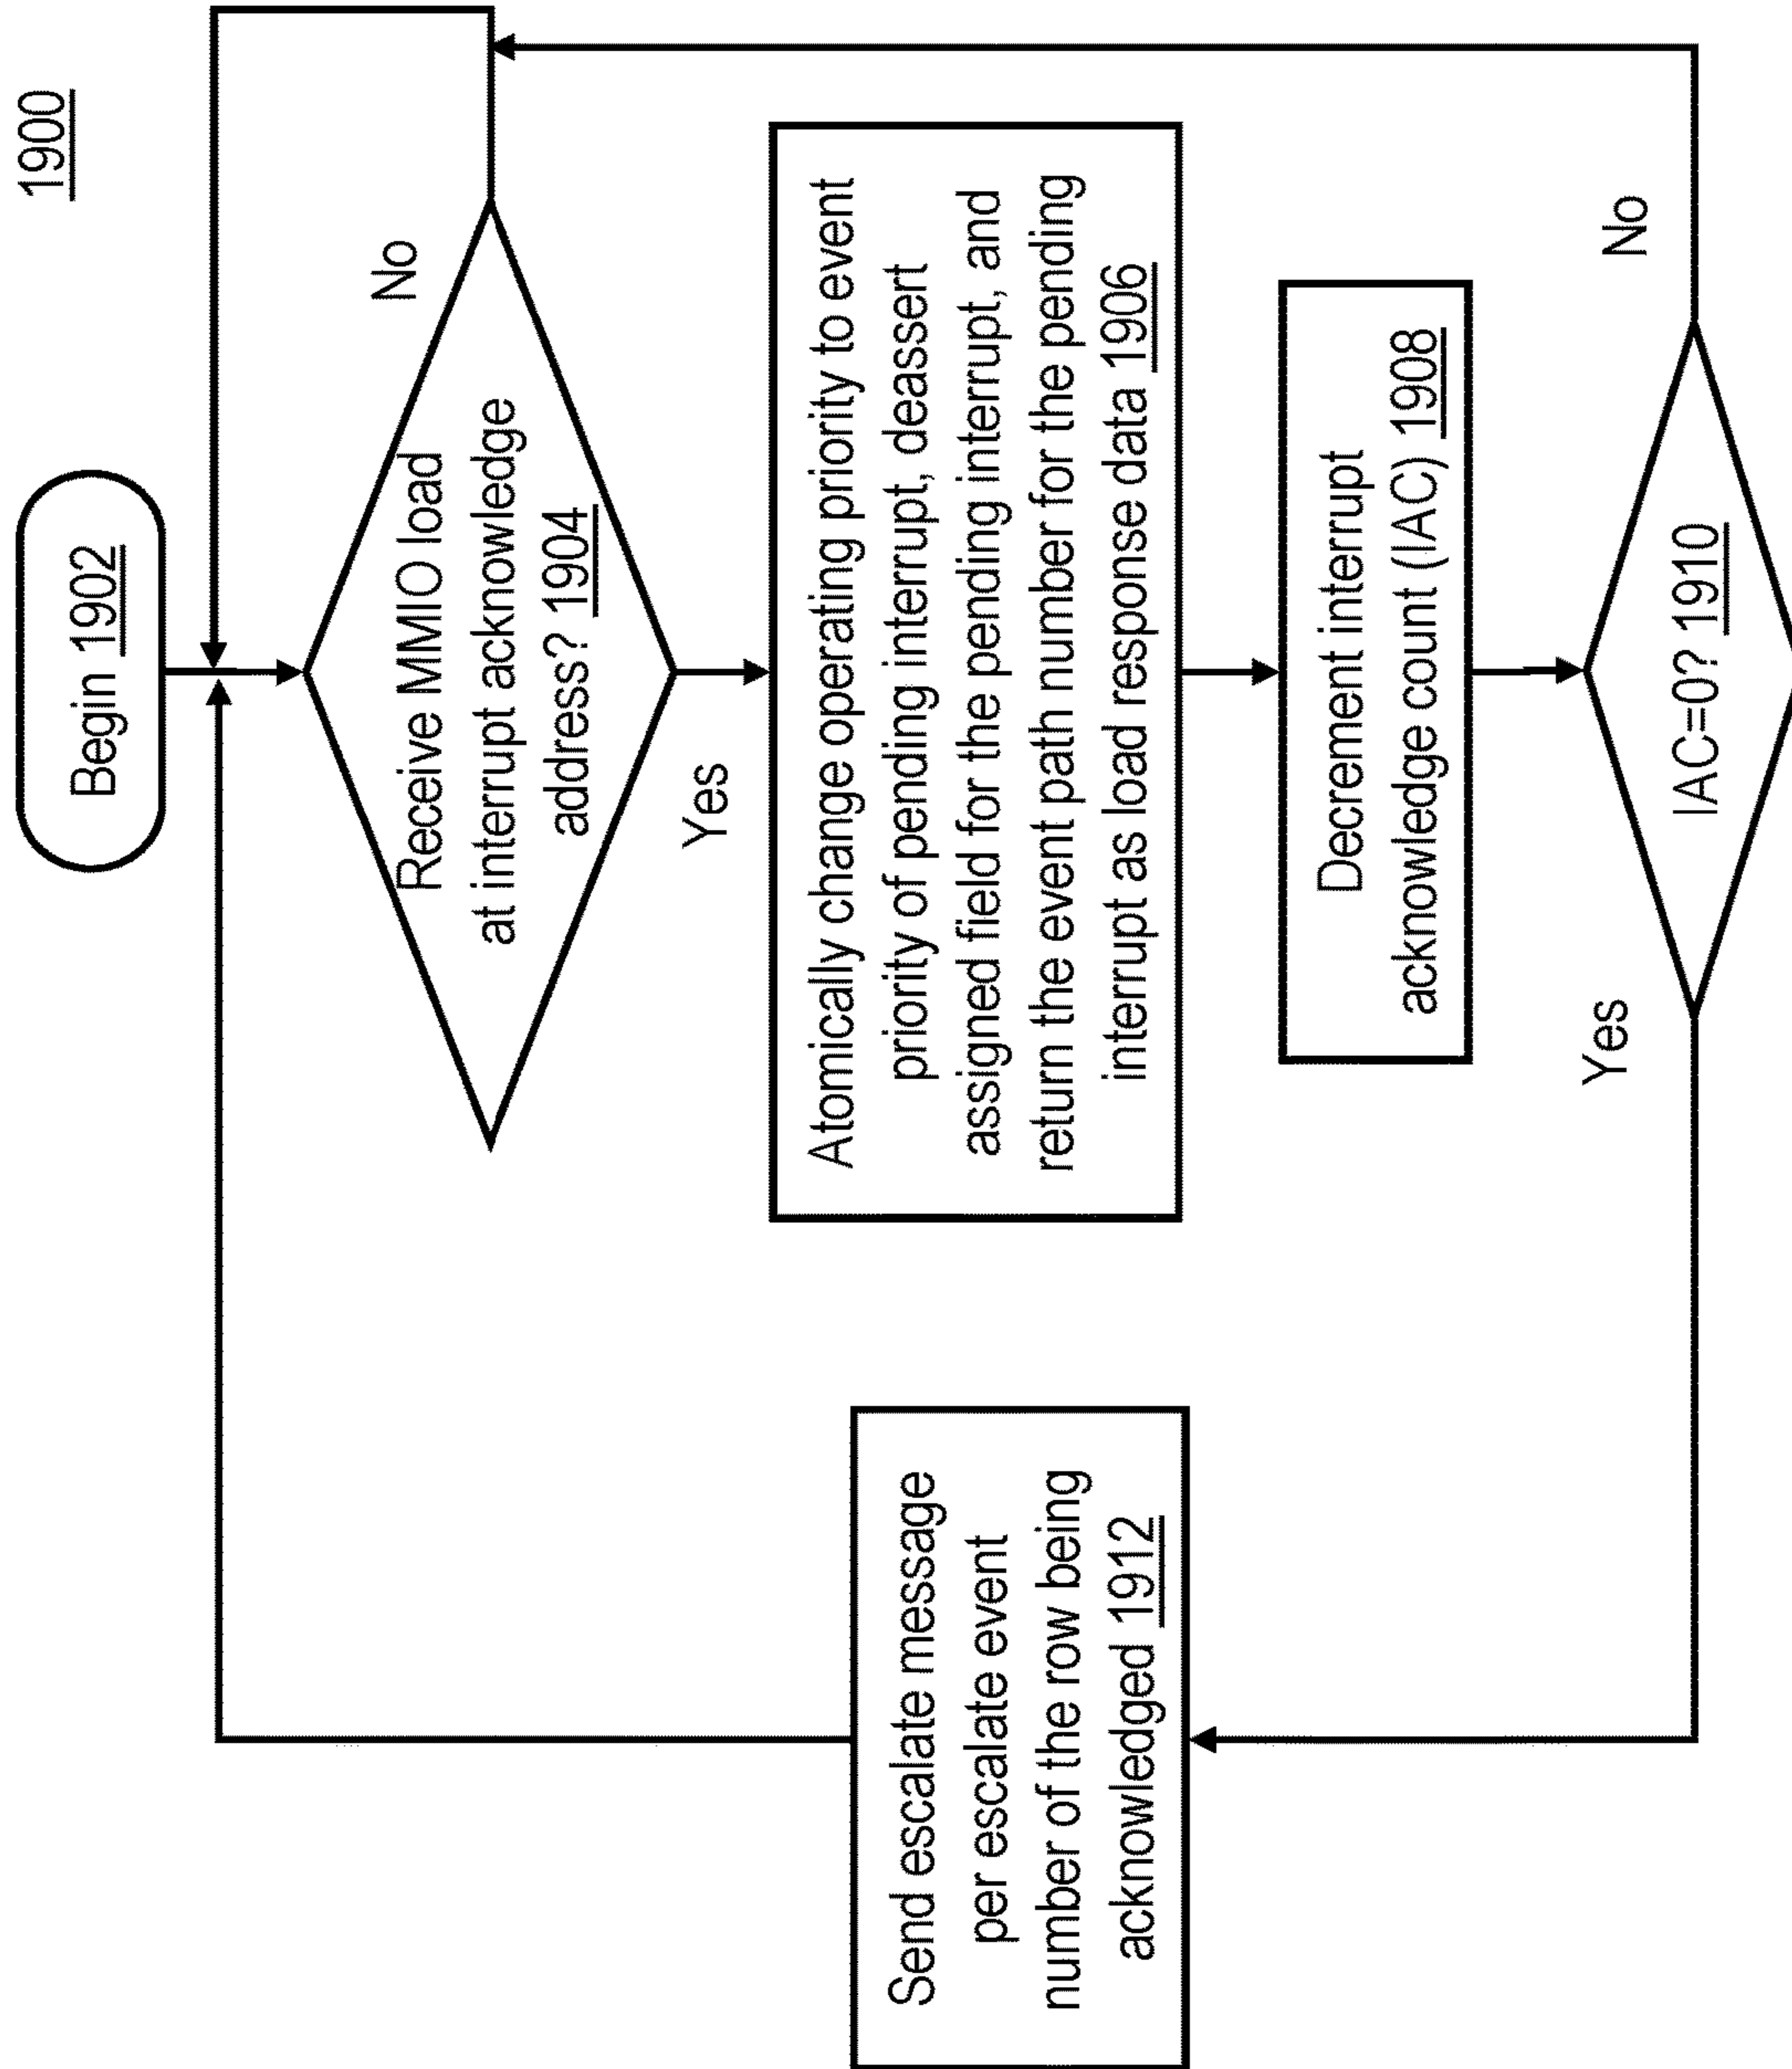 1900
Begin 1902
Receive MMIO load
at interrupt acknowledge
address? 1904
No
Yes
Atomically change operating priority to event
priority of pending interrupt, deassert
assigned field for the pending interrupt, and
return the event path number for the pending
interrupt as load response data 1906
Decrement interrupt
acknowledge count (IAC) 1908
IAC=0? 1910
No
Yes
Send escalate message
per escalate event
number of the row being
acknowledged 1912